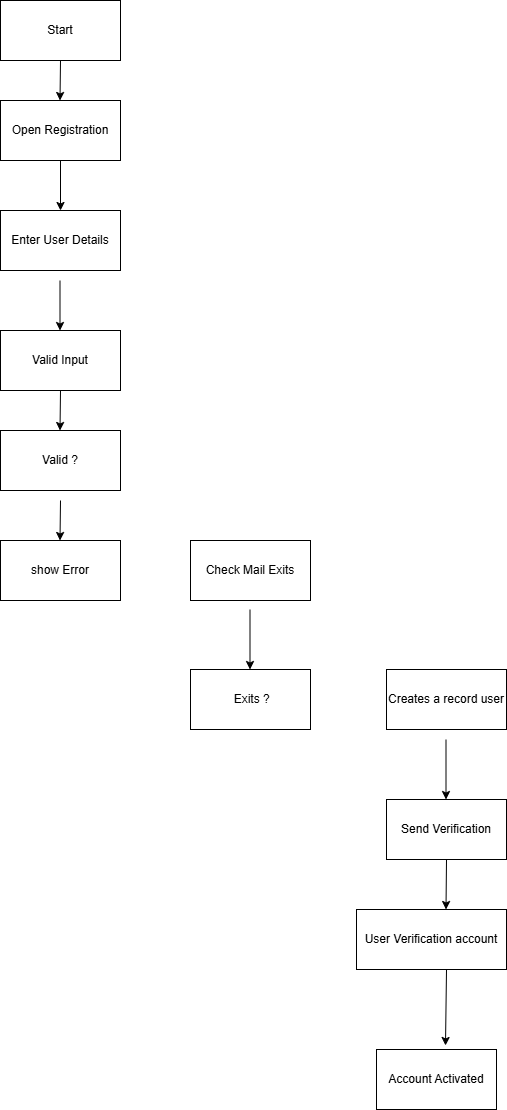 Start
Open Registration
Enter User Details
Valid Input
Valid ?
show Error
Check Mail Exits
Exits ?
Creates a record user
Send Verification
User Verification account
Account Activated